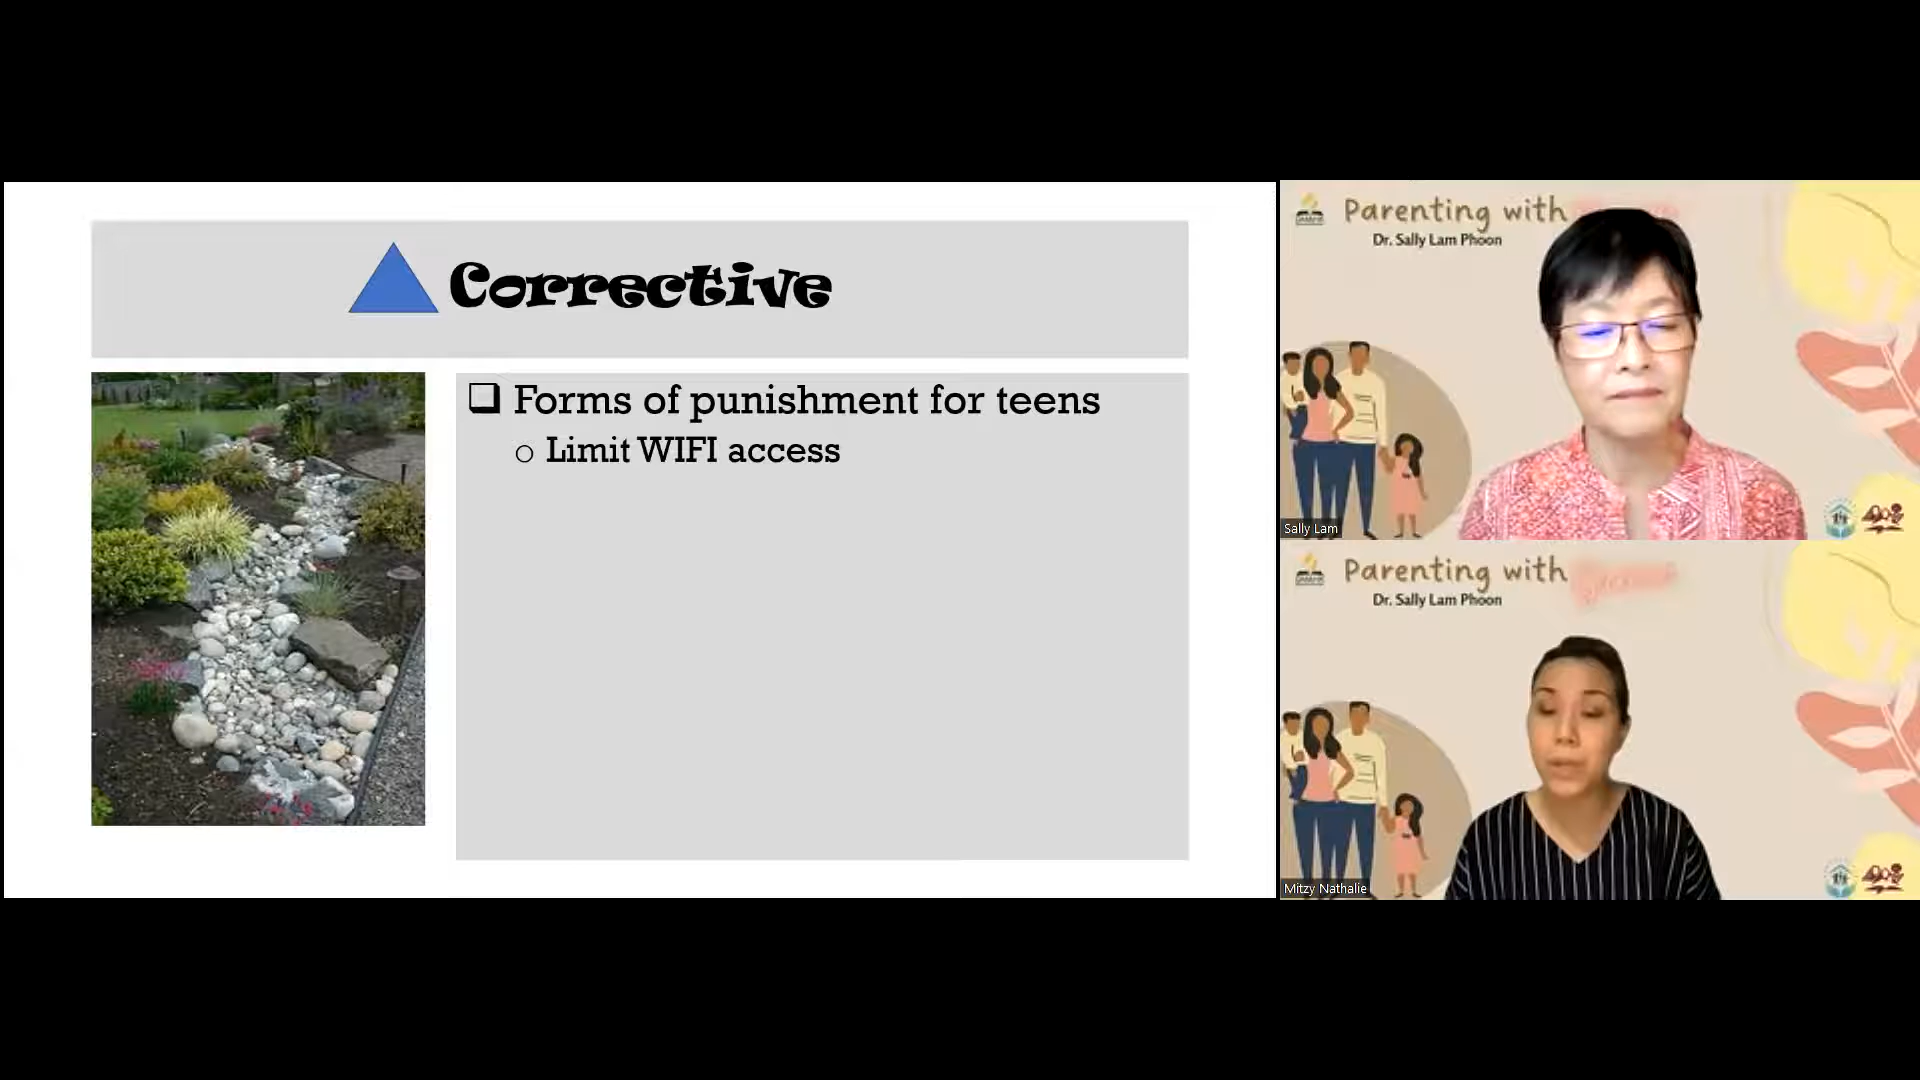 Corrective
Forms of punishment for teens
Limit WIFI access
Parenting with
Dr. Sally Lam Phoon
Sally Lam
Parenting with
Dr. Sally Lam Phoon
Mitzy Nathalie